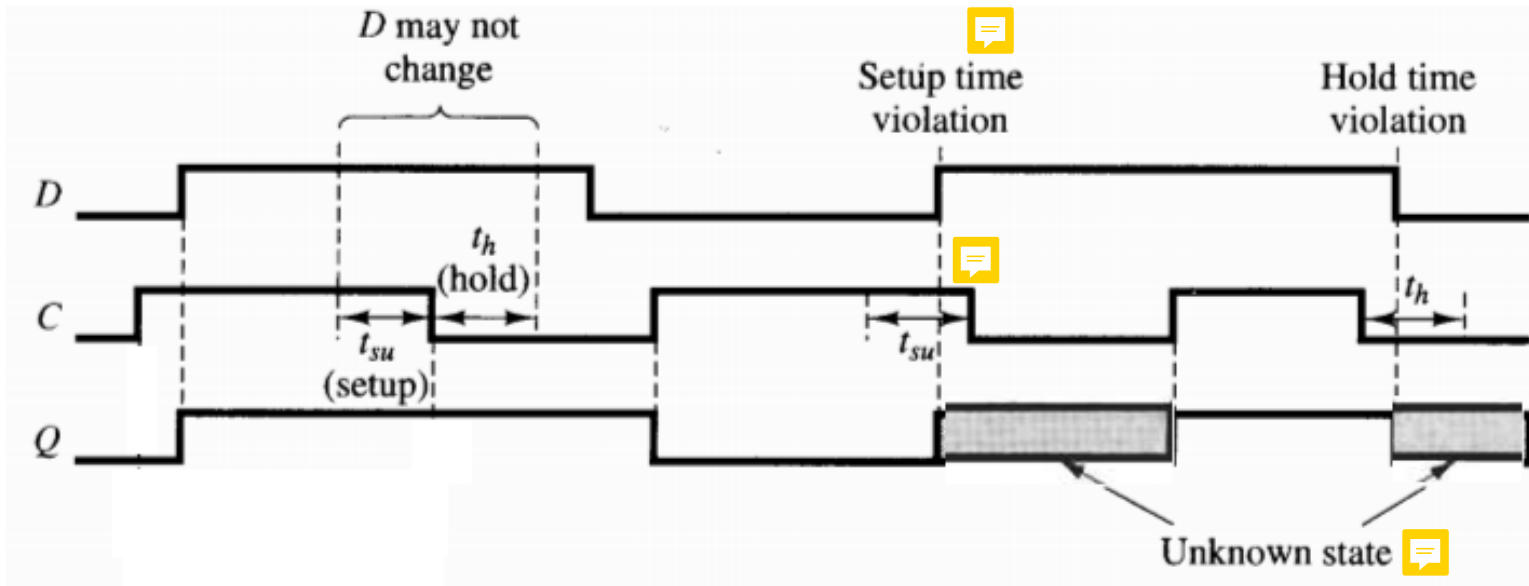 D may not
change
Setup time
violation
Hold time
violation
D
t_h
(hold)
C
t_su
(setup)
t_su
t_h
Q
Unknown state